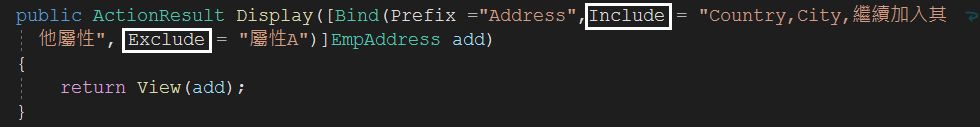 public ActionResult Display([Bind(Prefix ="Address",Include = "Country,City,繼續加入其
他屬性", Exclude = "屬性A")]EmpAddress add)
{
return View(add);
}